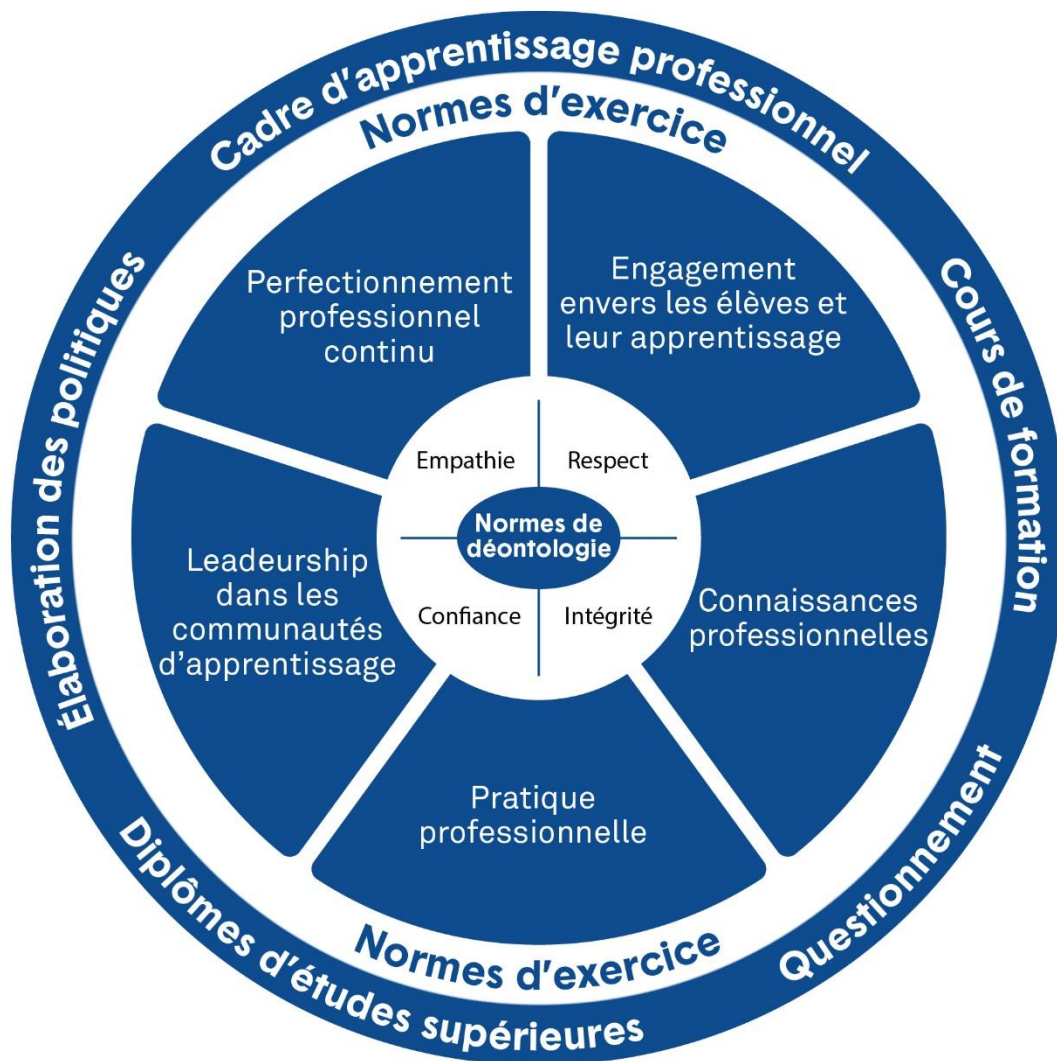 Cadre d'apprentissage professionnel
Cours de formation
Questionnement
Diplômes d'études supérieures
Élaboration des politiques
Normes d'exercice
Engagement
envers les élèves et
leur apprentissage
Connaissances
professionnelles
Pratique
professionnelle
Leadeurship
dans les
communautés
d'apprentissage
Perfectionnement
professionnel
continu
Empathie
Respect
Normes de
déontologie
Confiance
Intégrité
Normes d'exercice